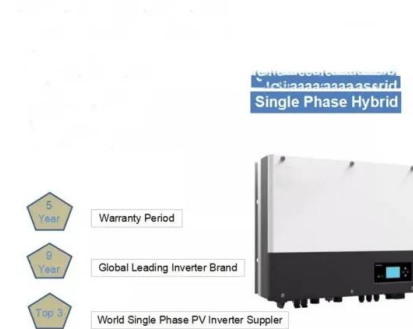 Single Phase Hybrid
5
Year
Warranty Period
9
Year
Global Leading Inverter Brand
Top 3
World Single Phase PV Inverter Suppler